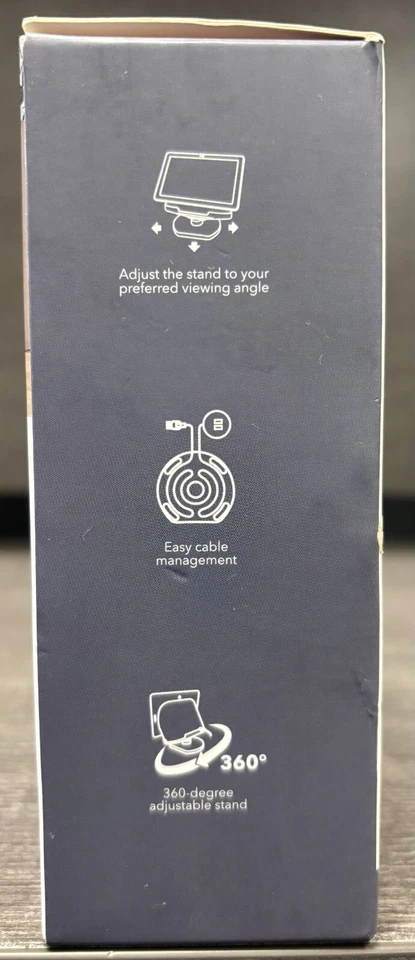 Adjust the stand to your
preferred viewing angle
Easy cable
management
360°
360-degree
adjustable stand